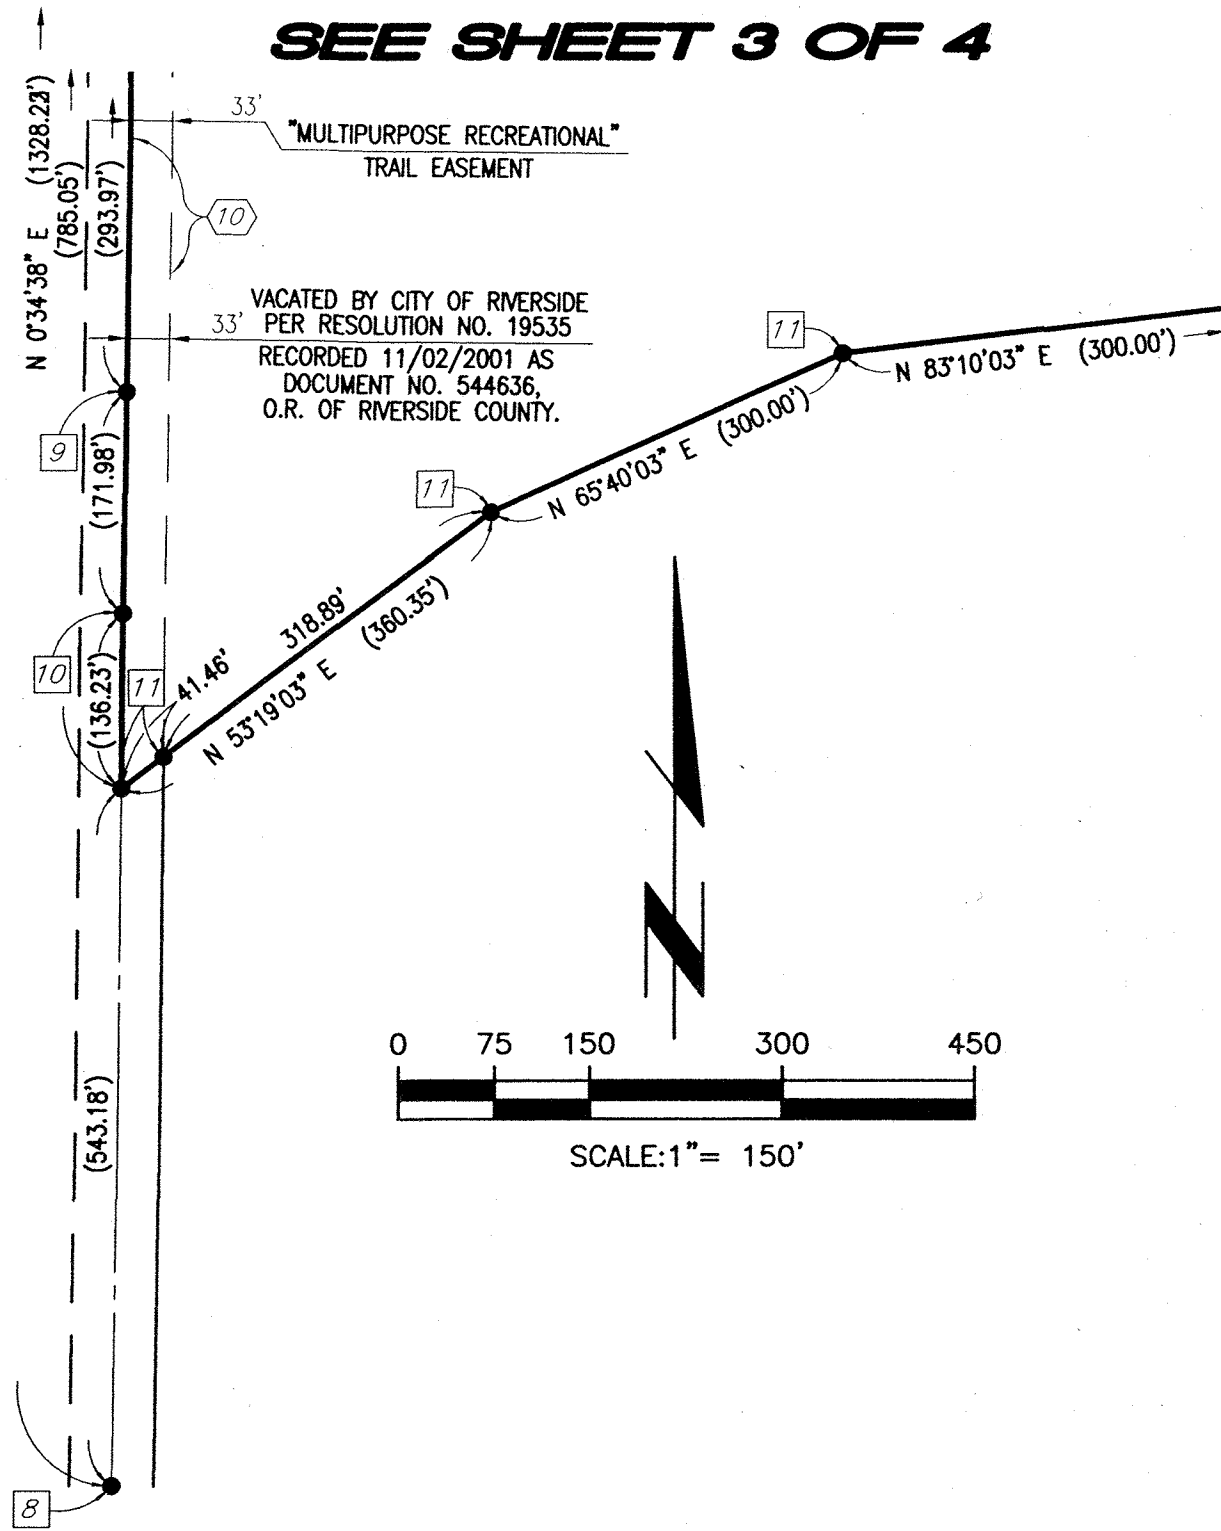 SEE SHEET 3 OF 4
33'
"MULTIPURPOSE RECREATIONAL"
TRAIL EASEMENT
N 0°34'38" E (1328.23')
(785.05')
(293.97')
10
VACATED BY CITY OF RIVERSIDE
33' PER RESOLUTION NO. 19535
RECORDED 11/02/2001 AS
DOCUMENT NO. 544636,
O.R. OF RIVERSIDE COUNTY.
11
N 83°10'03" E (300.00')
9
(171.98')
11
N 65°40'03" E (300.00')
318.89'
N 53°19'03" E (360.35')
10
(136.23')
11
41.46'
N
0 75 150 300 450
SCALE:1"= 150'
(543.18')
8